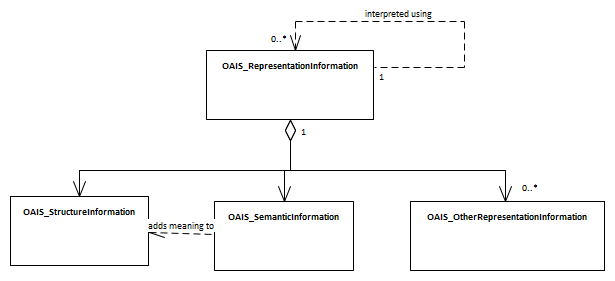 interpreted using
0..*
OAIS_RepresentationInformation
1
1
0..*
OAIS_StructureInformation
OAIS_SemanticInformation
OAIS_OtherRepresentationInformation
adds meaning to